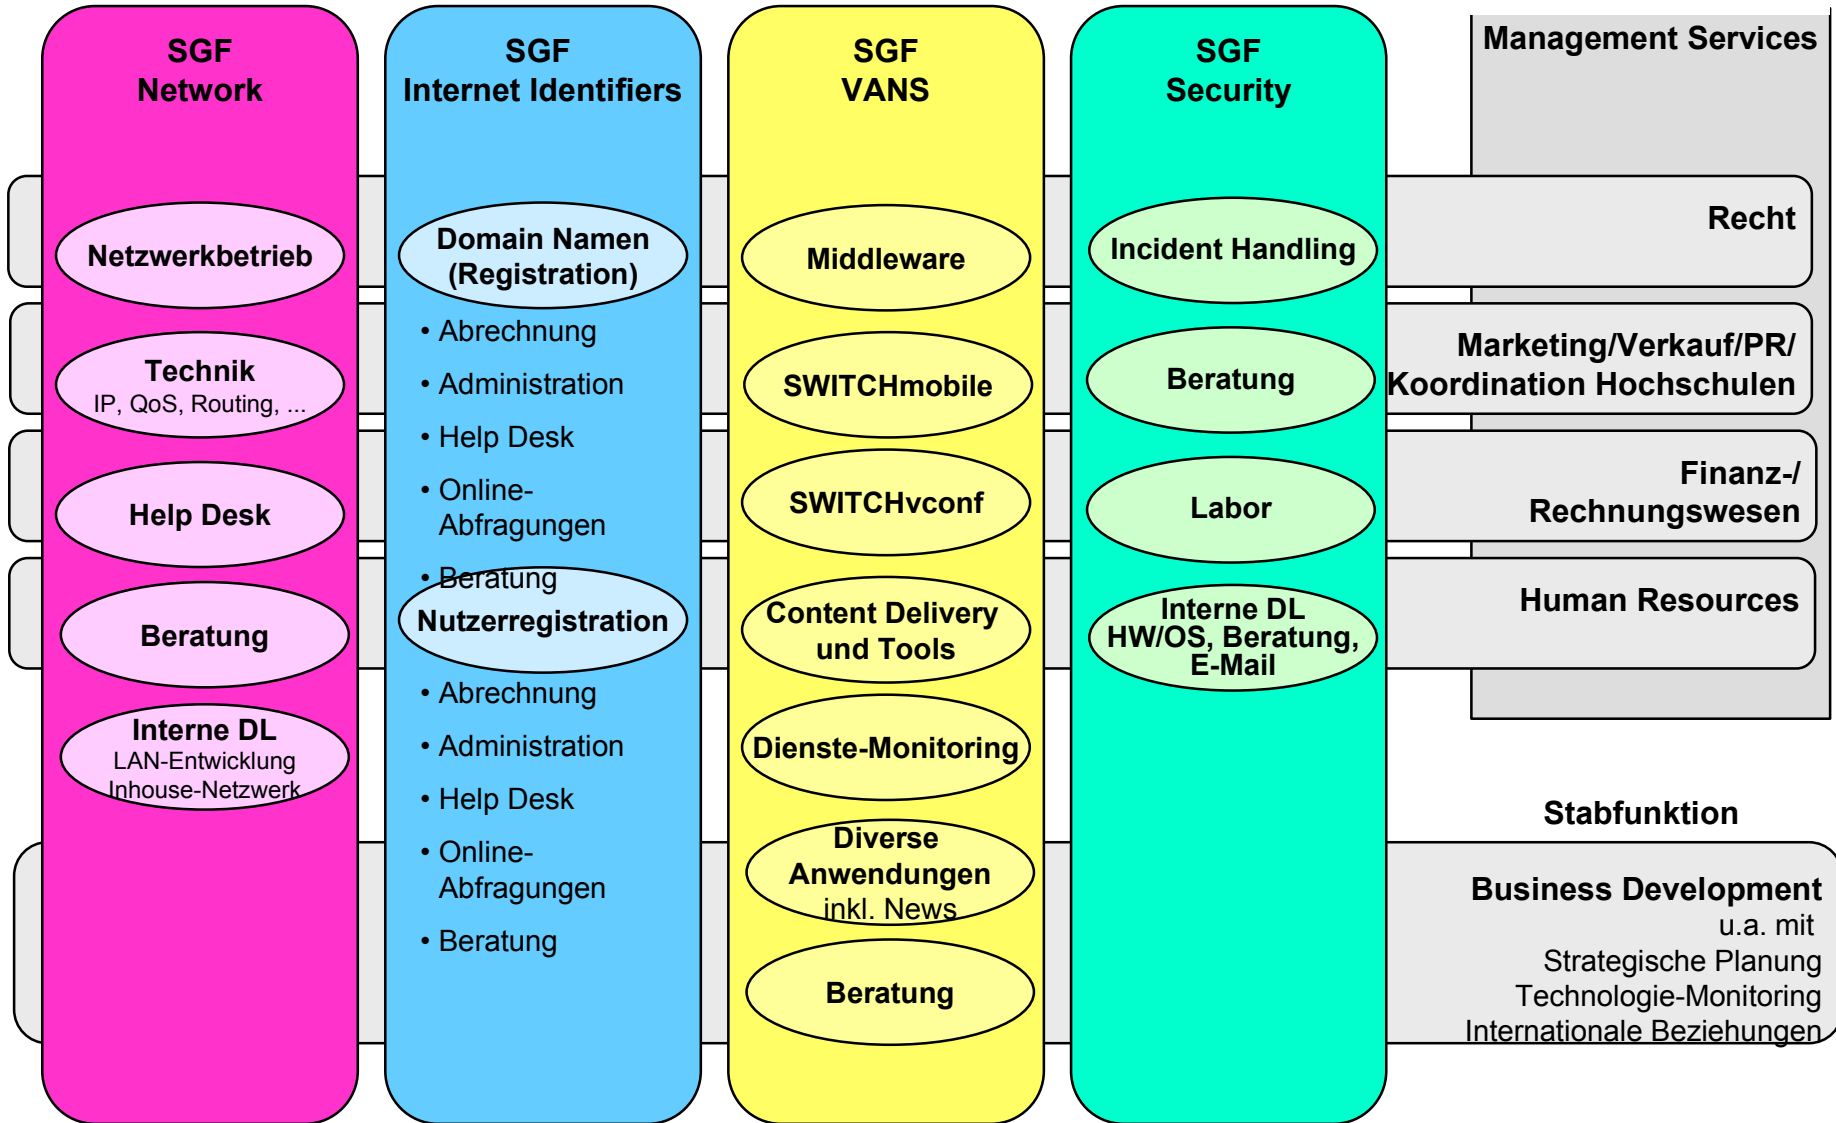 SGF
Network
Netzwerkbetrieb
Technik
IP, QoS, Routing, ...
Help Desk
Beratung
Interne DL
LAN-Entwicklung
Inhouse-Netzwerk
SGF
Internet Identifiers
Domain Namen
(Registration)
• Abrechnung
• Administration
• Help Desk
• Online-
Abfragungen
• Beratung
Nutzerregistration
• Abrechnung
• Administration
• Help Desk
• Online-
Abfragungen
• Beratung
SGF
VANS
Middleware
SWITCHmobile
SWITCHvconf
Content Delivery
und Tools
Dienste-Monitoring
Diverse
Anwendungen
inkl. News
Beratung
SGF
Security
Incident Handling
Beratung
Labor
Interne DL
HW/OS, Beratung,
E-Mail
Management Services
Recht
Marketing/Verkauf/PR/
Koordination Hochschulen
Finanz-/
Rechnungswesen
Human Resources
Stabfunktion
Business Development
u.a. mit
Strategische Planung
Technologie-Monitoring
Internationale Beziehungen